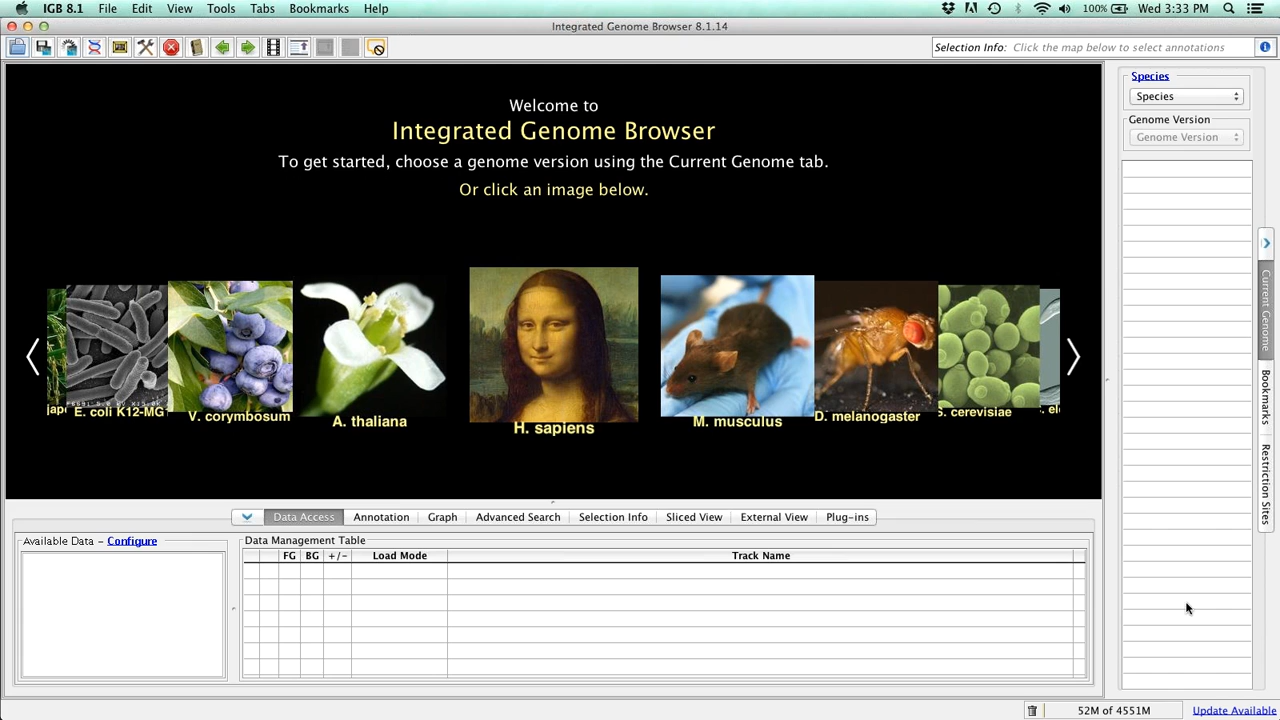 IGB 8.1 File Edit View Tools Tabs Bookmarks Help 100% Wed 3:33 PM
Integrated Genome Browser 8.1.14
Selection Info: Click the map below to select annotations
Welcome to
Integrated Genome Browser
To get started, choose a genome version using the Current Genome tab.
Or click an image below.
E. coli K12-MG1
V. corymbosum
A. thaliana
H. sapiens
M. musculus
D. melanogaster
S. cerevisiae
Species
Species
Genome Version
Genome Version
Current Genome
Bookmarks
Restriction Sites
Data Access Annotation Graph Advanced Search Selection Info Sliced View External View Plug-ins
Available Data - Configure
Data Management Table
FG BG +/- Load Mode Track Name
52M of 4551M
Update Available